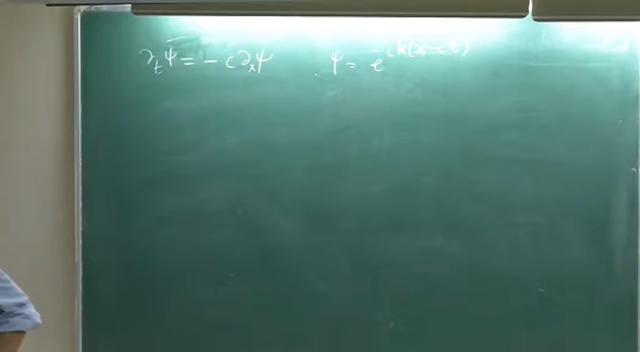 ∂ₜψ = -c∂ₓψ    ψ = e^{ik(x-ct)}